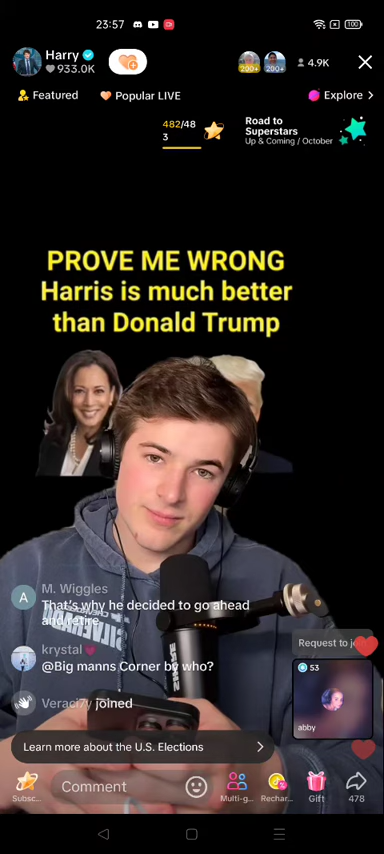 23:57
100
Harry
933.0K
200+
200+
4.9K
Featured
Popular LIVE
Explore
482/48
3
Road to
Superstars
Up & Coming / October
PROVE ME WRONG
Harris is much better
than Donald Trump
A
M. Wiggles
That's why he decided to go ahead
and retire
krystal
@Big manns Corner by who?
Veraci7y joined
Request to
53
abby
Learn more about the U.S. Elections
Comment
Subsc...
Multi-g...
Rechar...
Gift
478